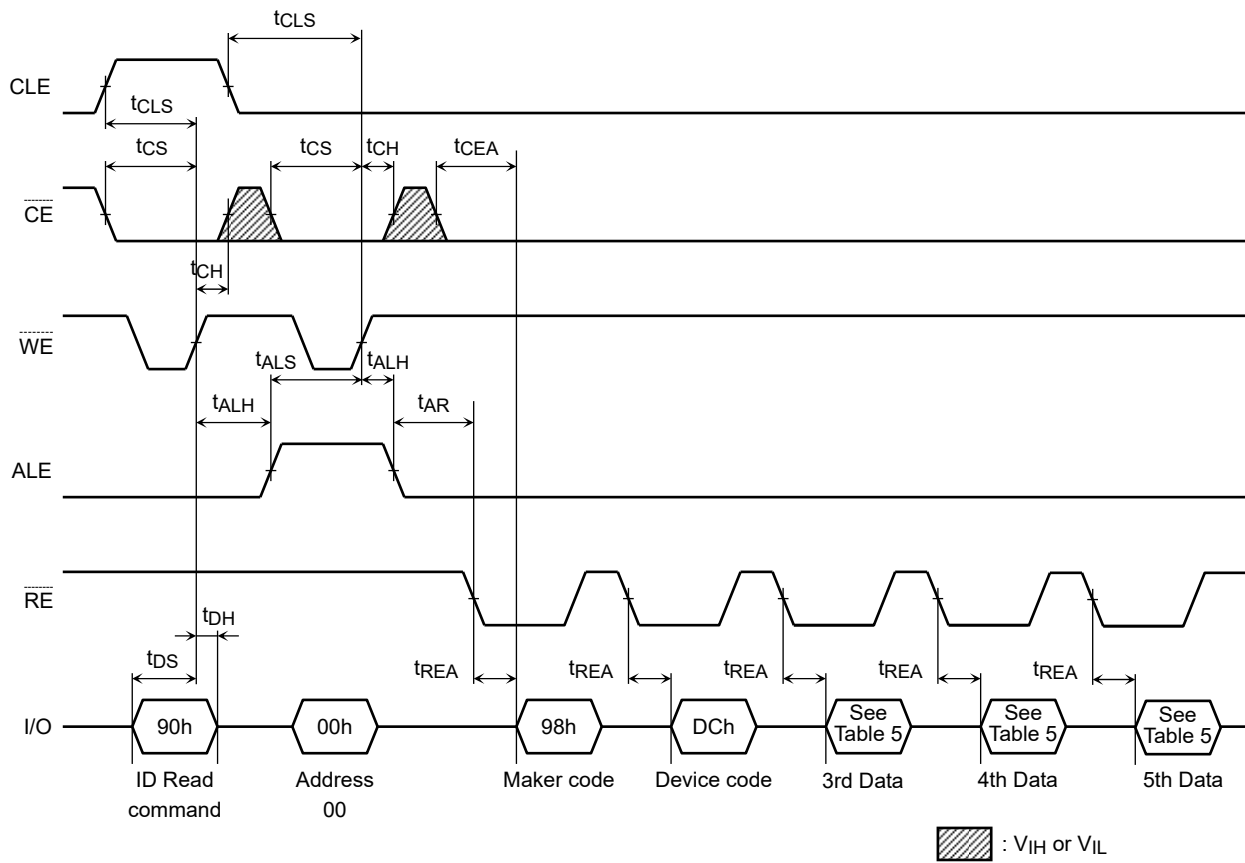 tCLS
CLE
tCLS
tCS
tCS
tCH
tCEA
CE
tCH
WE
tALS
tALH
tALH
tAR
ALE
RE
tDH
tDS
tREA
tREA
tREA
tREA
tREA
I/O
90h
00h
98h
DCh
See
Table 5
See
Table 5
See
Table 5
ID Read
command
Address
00
Maker code
Device code
3rd Data
4th Data
5th Data
: VIH or VIL